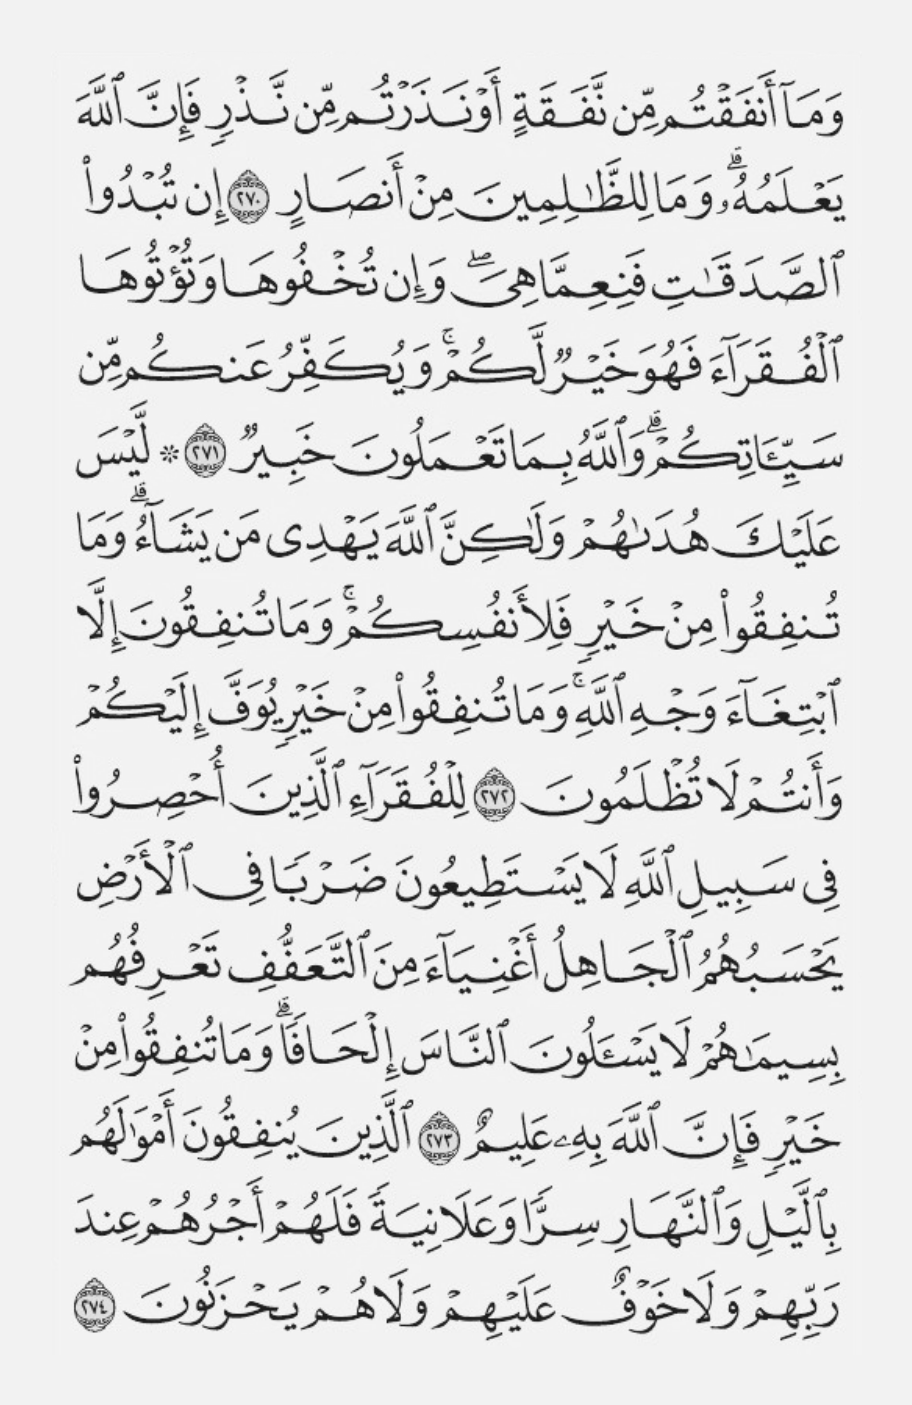 وَمَآ أَنفَقْتُم مِّن نَّفَقَةٍ أَوْ نَذَرْتُم مِّن نَّذْرٍ فَإِنَّ ٱللَّهَ
يَعْلَمُهُۥ ۗ وَمَا لِلظَّـٰلِمِينَ مِنْ أَنصَارٍ ٢٧٠ إِن تُبْدُوا۟
ٱلصَّدَقَـٰتِ فَنِعِمَّا هِىَ ۖ وَإِن تُخْفُوهَا وَتُؤْتُوهَا
ٱلْفُقَرَآءَ فَهُوَ خَيْرٌ لَّكُمْ ۚ وَيُكَفِّرُ عَنكُم مِّن
سَيِّـَٔاتِكُمْ ۗ وَٱللَّهُ بِمَا تَعْمَلُونَ خَبِيرٌ ٢٧١ * لَّيْسَ
عَلَيْكَ هُدَىٰهُمْ وَلَـٰكِنَّ ٱللَّهَ يَهْدِى مَن يَشَآءُ ۗ وَمَا
تُنفِقُوا۟ مِنْ خَيْرٍ فَلِأَنفُسِكُمْ ۚ وَمَا تُنفِقُونَ إِلَّا
ٱبْتِغَآءَ وَجْهِ ٱللَّهِ ۚ وَمَا تُنفِقُوا۟ مِنْ خَيْرٍ يُوَفَّ إِلَيْكُمْ
وَأَنتُمْ لَا تُظْلَمُونَ ٢٧٢ لِلْفُقَرَآءِ ٱلَّذِينَ أُحْصِرُوا۟
فِى سَبِيلِ ٱللَّهِ لَا يَسْتَطِيعُونَ ضَرْبًا فِى ٱلْأَرْضِ
يَحْسَبُهُمُ ٱلْجَاهِلُ أَغْنِيَآءَ مِنَ ٱلتَّعَفُّفِ تَعْرِفُهُم
بِسِيمَـٰهُمْ لَا يَسْـَٔلُونَ ٱلنَّاسَ إِلْحَافًا ۗ وَمَا تُنفِقُوا۟ مِنْ
خَيْرٍ فَإِنَّ ٱللَّهَ بِهِۦ عَلِيمٌ ٢٧٣ ٱلَّذِينَ يُنفِقُونَ أَمْوَٰلَهُم
بِٱلَّيْلِ وَٱلنَّهَارِ سِرًّا وَعَلَانِيَةً فَلَهُمْ أَجْرُهُمْ عِندَ
رَبِّهِمْ وَلَا خَوْفٌ عَلَيْهِمْ وَلَا هُمْ يَحْزَنُونَ ٢٧٤